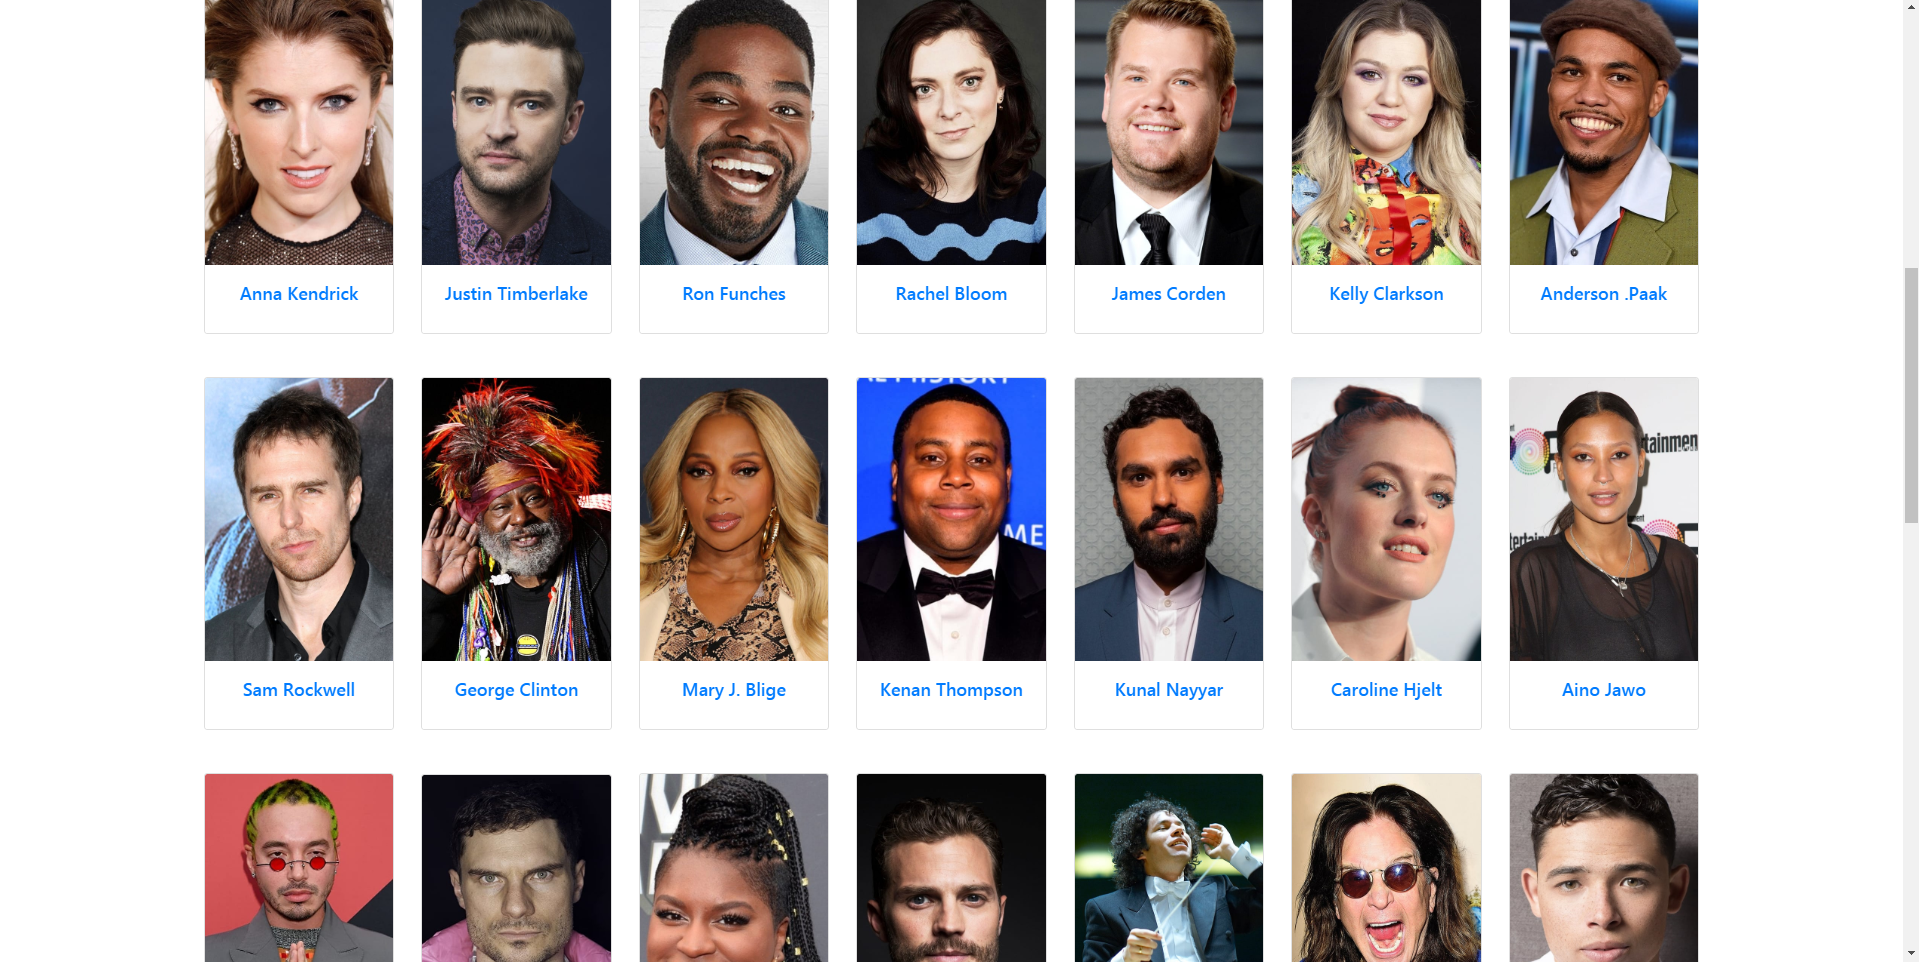 Anna Kendrick
Justin Timberlake
Ron Funches
Rachel Bloom
James Corden
Kelly Clarkson
Anderson .Paak
Sam Rockwell
George Clinton
Mary J. Blige
Kenan Thompson
Kunal Nayyar
Caroline Hjelt
Aino Jawo